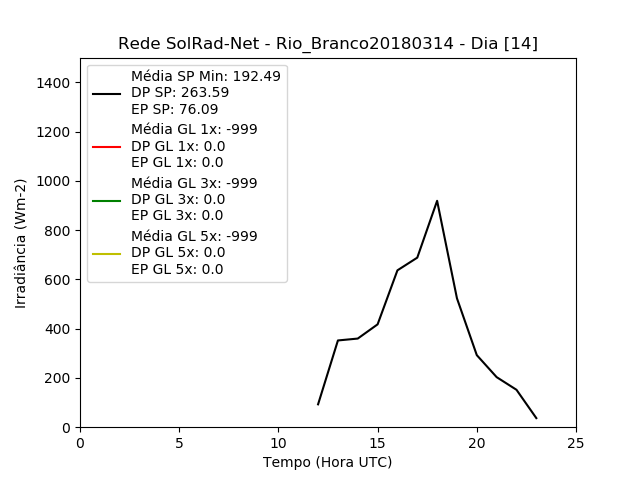 Rede SolRad-Net - Rio_Branco20180314 - Dia [14]
Média SP Min: 192.49
DP SP: 263.59
EP SP: 76.09
Média GL 1x: -999
DP GL 1x: 0.0
EP GL 1x: 0.0
Média GL 3x: -999
DP GL 3x: 0.0
EP GL 3x: 0.0
Média GL 5x: -999
DP GL 5x: 0.0
EP GL 5x: 0.0
Irradiância (Wm-2)
1400
1200
1000
800
600
400
200
0
0 5 10 15 20 25
Tempo (Hora UTC)